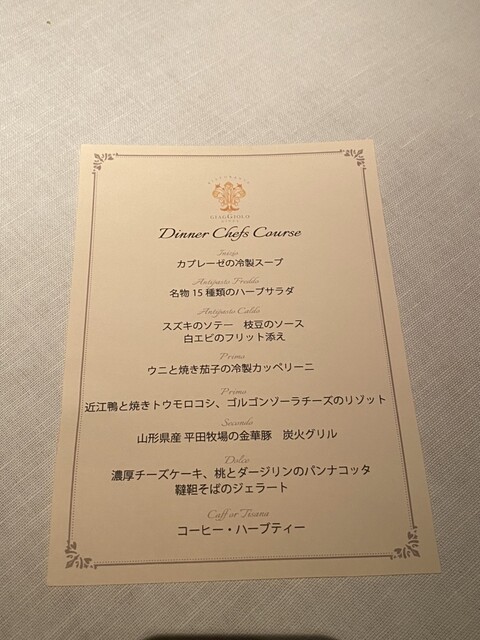 RISTORANTE
GIAGGIOLO
GINZA
Dinner Chefs Course
Inizio
カプレーゼの冷製スープ
Antipasto Freddo
名物 15 種類のハーブサラダ
Antipasto Caldo
スズキのソテー　枝豆のソース
白エビのフリット添え
Primo
ウニと焼き茄子の冷製カッペリーニ
Primo
近江鴨と焼きトウモロコシ、ゴルゴンゾーラチーズのリゾット
Secondo
山形県産 平田牧場の金華豚　炭火グリル
Dolce
濃厚チーズケーキ、桃とダージリンのパンナコッタ
韃靼そばのジェラート
Caff or Tisana
コーヒー・ハーブティー